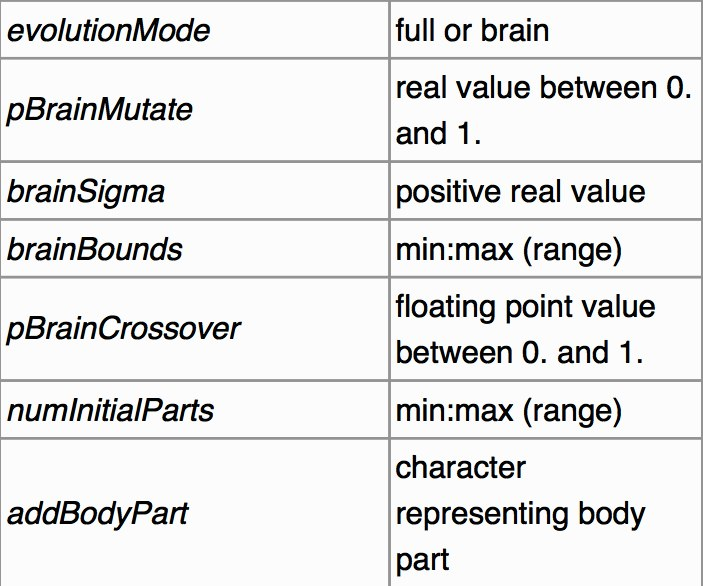 evolutionMode full or brain
pBrainMutate real value between 0.
and 1.
brainSigma positive real value
brainBounds min:max (range)
pBrainCrossover floating point value
between 0. and 1.
numInitialParts min:max (range)
addBodyPart character
representing body
part